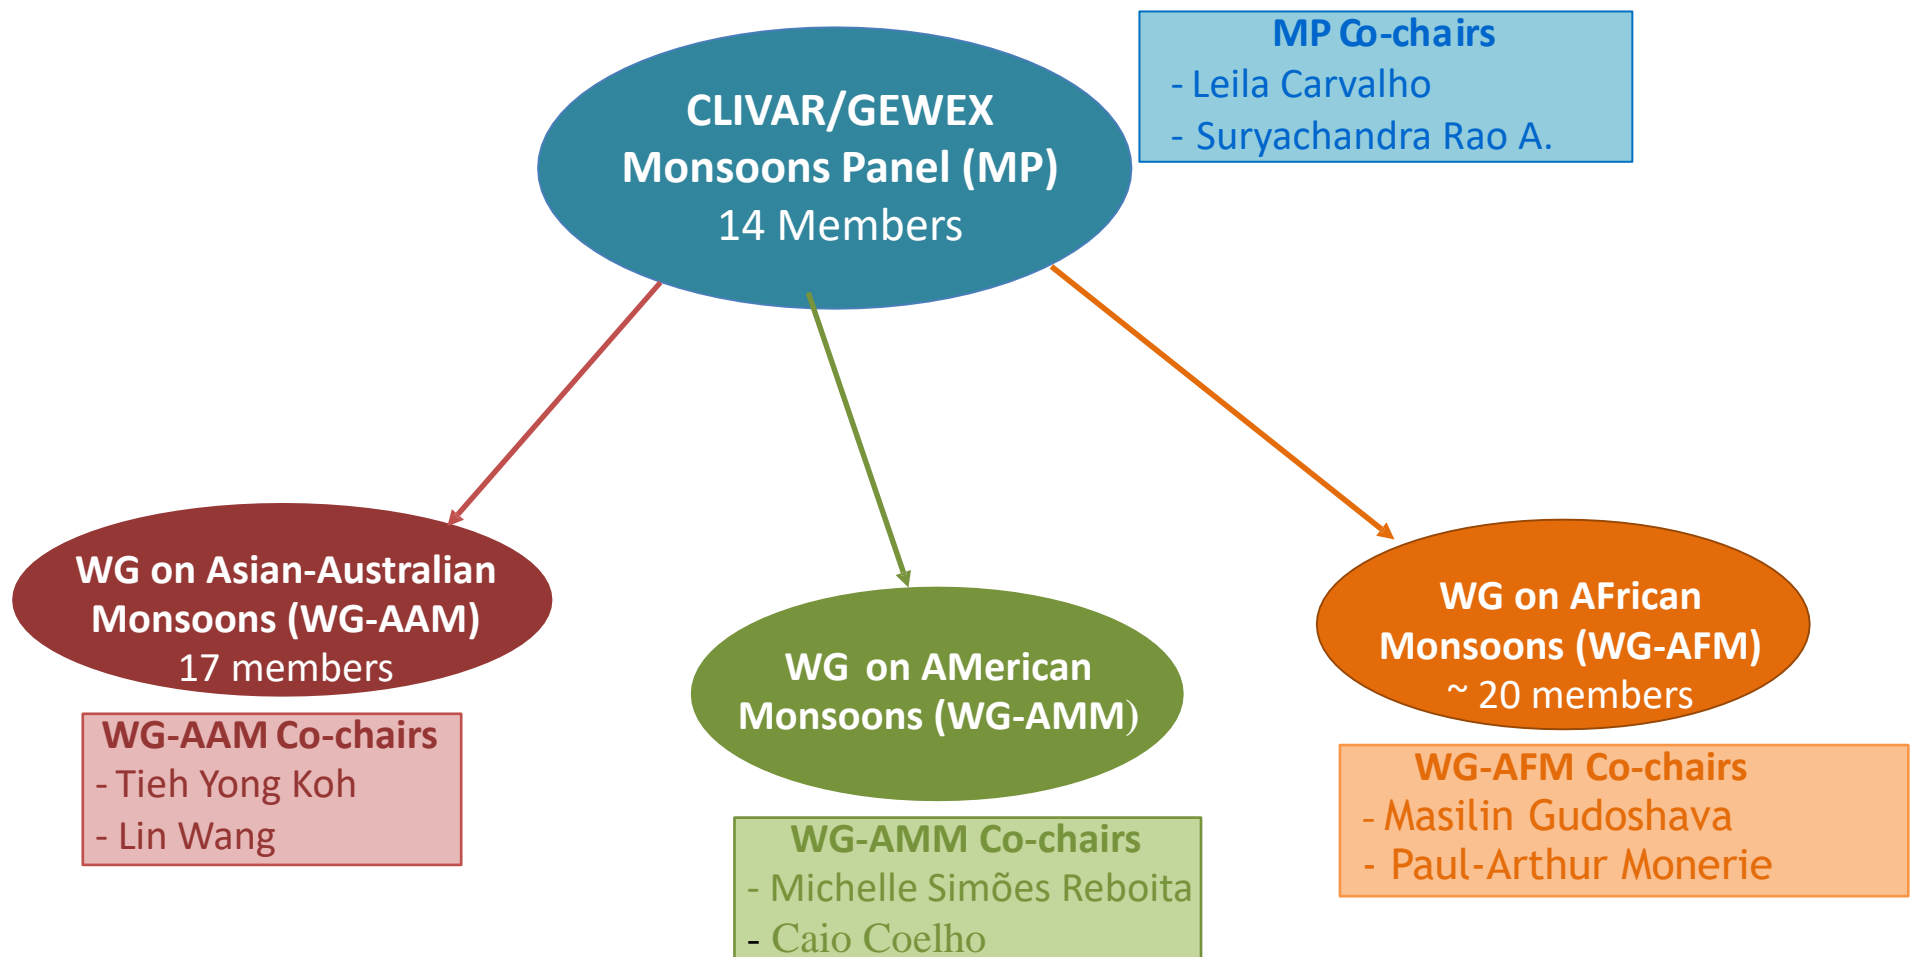 CLIVAR/GEWEX
Monsoons Panel (MP)
14 Members
MP Co-chairs
- Leila Carvalho
- Suryachandra Rao A.
WG on Asian-Australian
Monsoons (WG-AAM)
17 members
WG-AAM Co-chairs
- Tieh Yong Koh
- Lin Wang
WG on AMerican
Monsoons (WG-AMM)
WG-AMM Co-chairs
- Michelle Simões Reboita
- Caio Coelho
WG on AFrican
Monsoons (WG-AFM)
~ 20 members
WG-AFM Co-chairs
- Masilin Gudoshava
- Paul-Arthur Monerie